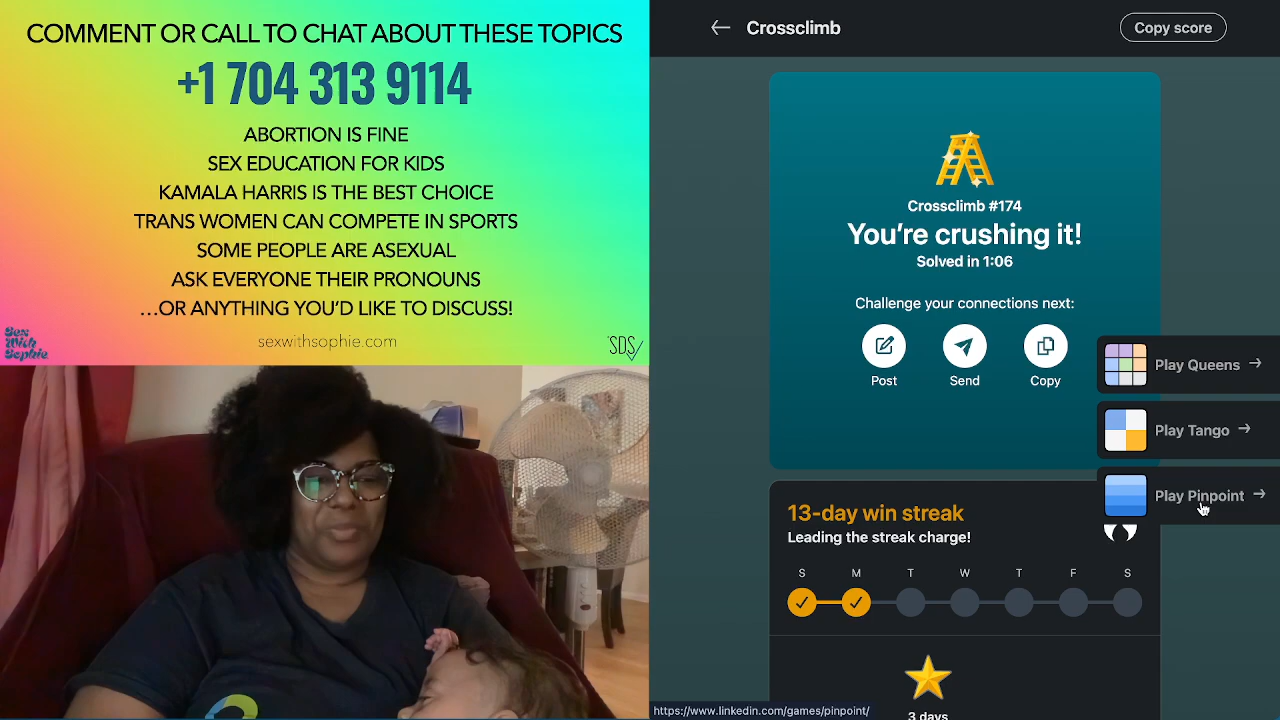 COMMENT OR CALL TO CHAT ABOUT THESE TOPICS
+1 704 313 9114
ABORTION IS FINE
SEX EDUCATION FOR KIDS
KAMALA HARRIS IS THE BEST CHOICE
TRANS WOMEN CAN COMPETE IN SPORTS
SOME PEOPLE ARE ASEXUAL
ASK EVERYONE THEIR PRONOUNS
…OR ANYTHING YOU'D LIKE TO DISCUSS!
sexwithsophie.com
Sex
With
Sophie
SDS
Crossclimb
Copy score
Crossclimb #174
You're crushing it!
Solved in 1:06
Challenge your connections next:
Post
Send
Copy
Play Queens
Play Tango
Play Pinpoint
13-day win streak
Leading the streak charge!
S M T W T F S
3 days
https://www.linkedin.com/games/pinpoint/